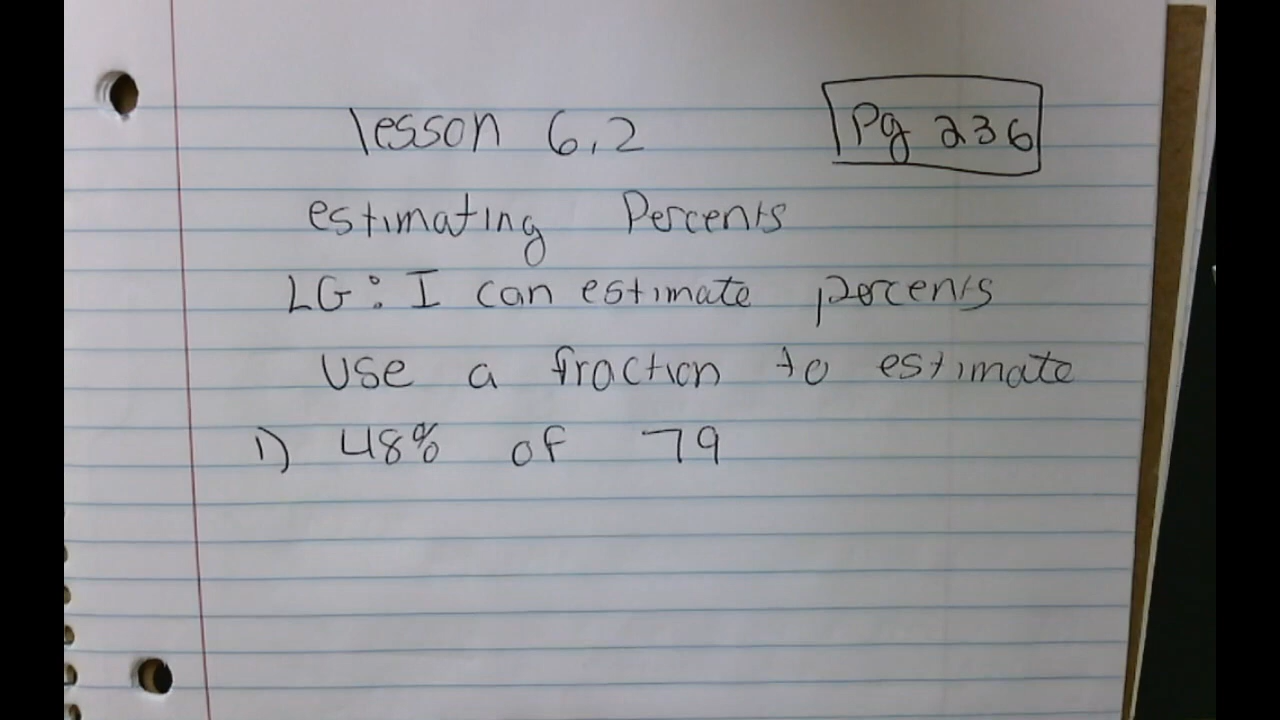 lesson 6.2
Pg 236
estimating Percents
LG: I can estimate percents
Use a fraction to estimate
1) 48% of 79